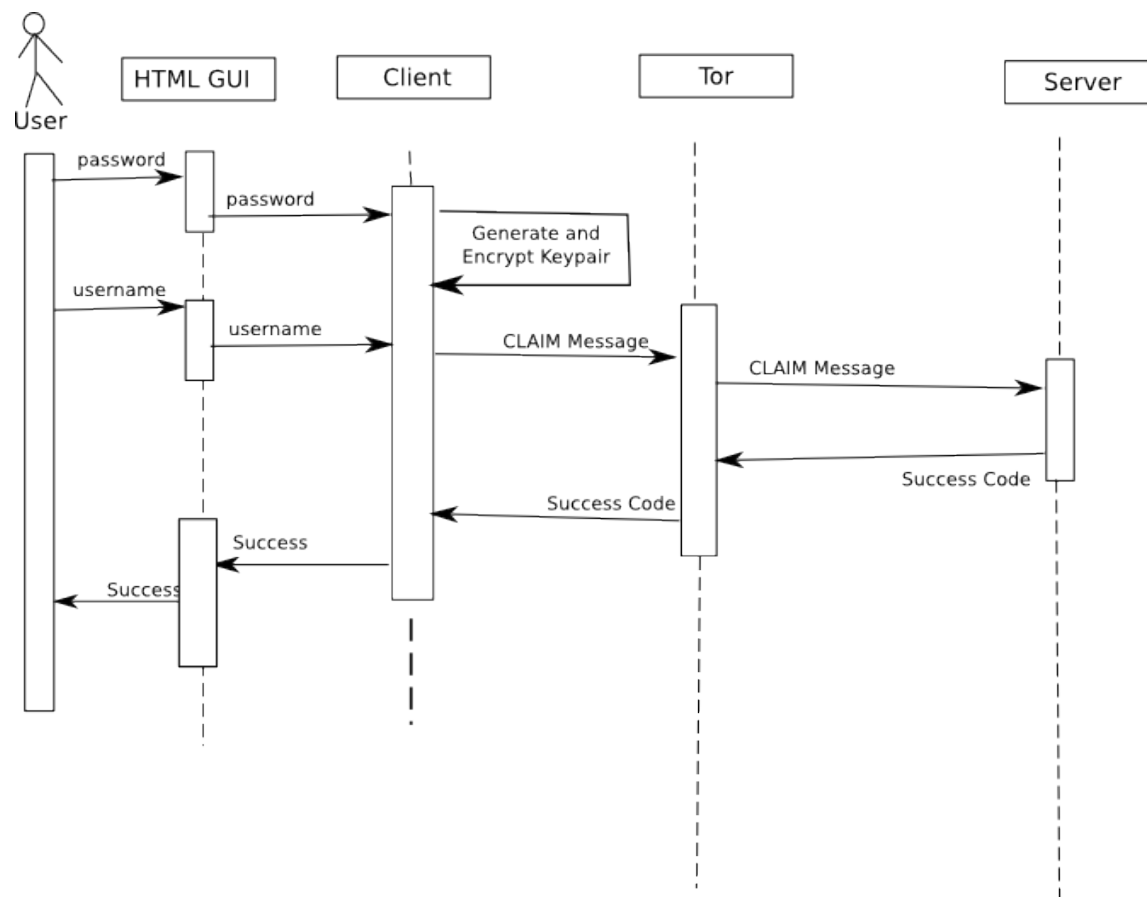 User
HTML GUI
Client
Tor
Server
password
password
Generate and
Encrypt Keypair
username
username
CLAIM Message
CLAIM Message
Success Code
Success Code
Success
Success